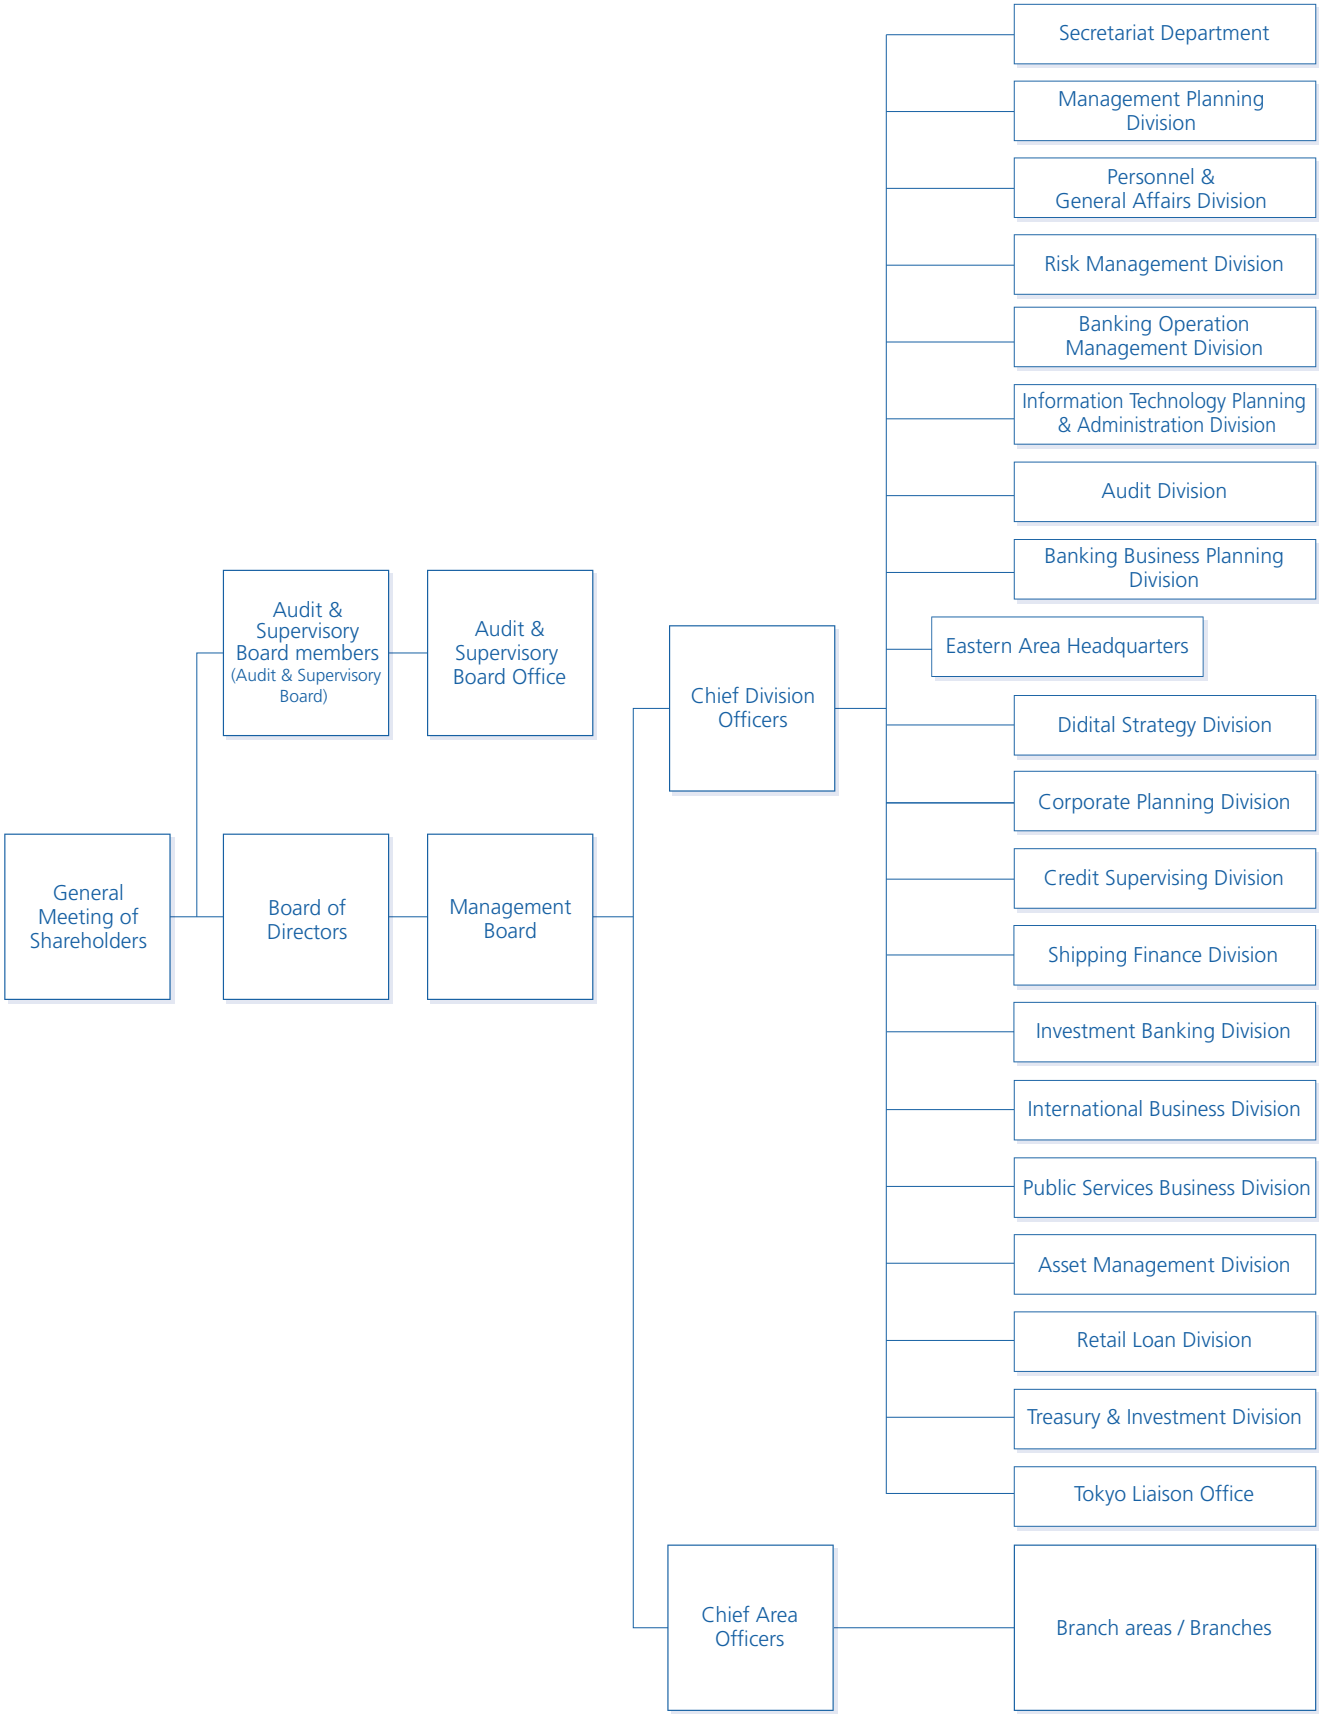 Secretariat Department
Management Planning
Division
Personnel &
General Affairs Division
Risk Management Division
Banking Operation
Management Division
Information Technology Planning
& Administration Division
Audit Division
Banking Business Planning
Division
Audit &
Supervisory
Board members
(Audit & Supervisory
Board)
Audit &
Supervisory
Board Office
Eastern Area Headquarters
Chief Division
Officers
Didital Strategy Division
Corporate Planning Division
Credit Supervising Division
General
Meeting of
Shareholders
Board of
Directors
Management
Board
Shipping Finance Division
Investment Banking Division
International Business Division
Public Services Business Division
Asset Management Division
Retail Loan Division
Treasury & Investment Division
Tokyo Liaison Office
Chief Area
Officers
Branch areas / Branches